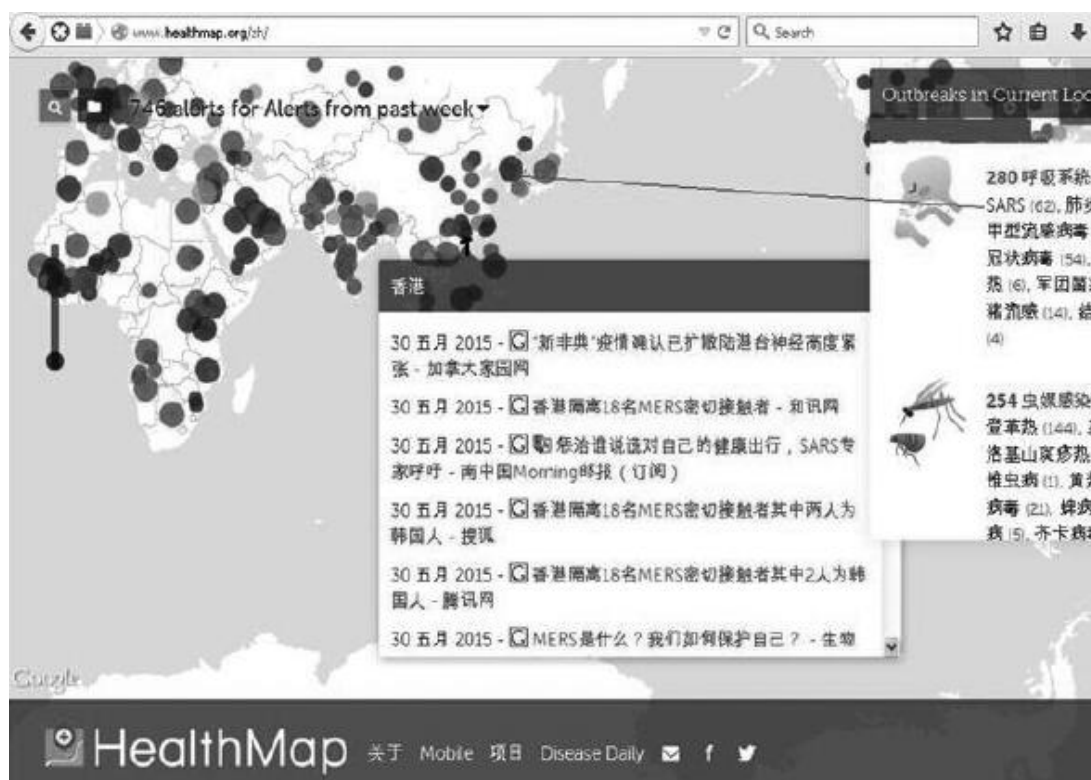 www.healthmap.org/zh/
Search
746 alerts for Alerts from past week
Outbreaks in Current Loc
280 呼吸系统
SARS (62), 肺炎
甲型流感病毒
冠状病毒 (54),
热 (6), 军团菌
猪流感 (14), 结
(4)
254 虫媒感染
登革热 (144),
洛基山斑疹热
惟虫病 (1), 黄
病毒 (21), 蜱病
病 (5), 齐卡病毒
香港
30 五月 2015 - G "新非典"疫情确认已扩散陆港台神经高度紧
张 - 加拿大家园网
30 五月 2015 - G 香港隔离18名MERS密切接触者 - 和讯网
30 五月 2015 - G 惩治谁说谎对自己的健康出行，SARS专
家呼吁 - 南中国Morning邮报（订阅）
30 五月 2015 - G 香港隔离18名MERS密切接触者其中两人为
韩国人 - 搜狐
30 五月 2015 - G 香港隔离18名MERS密切接触者其中2人为韩
国人 - 腾讯网
30 五月 2015 - G MERS是什么？我们如何保护自己？ - 生物
Google
HealthMap 关于 Mobile 项目 Disease Daily